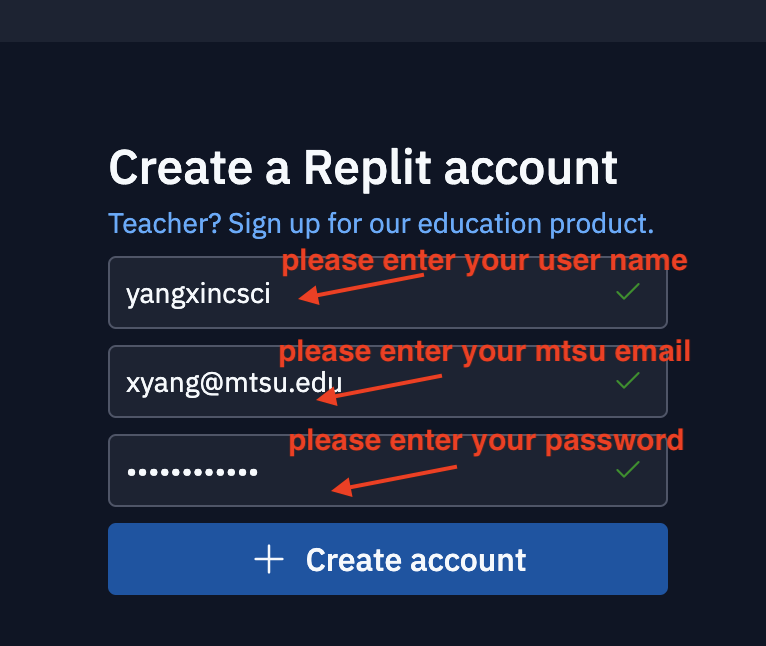 Create a Replit account
Teacher? Sign up for our education product.
please enter your user name
yangxincsci
please enter your mtsu email
xyang@mtsu.edu
please enter your password
••••••••••••
+ Create account